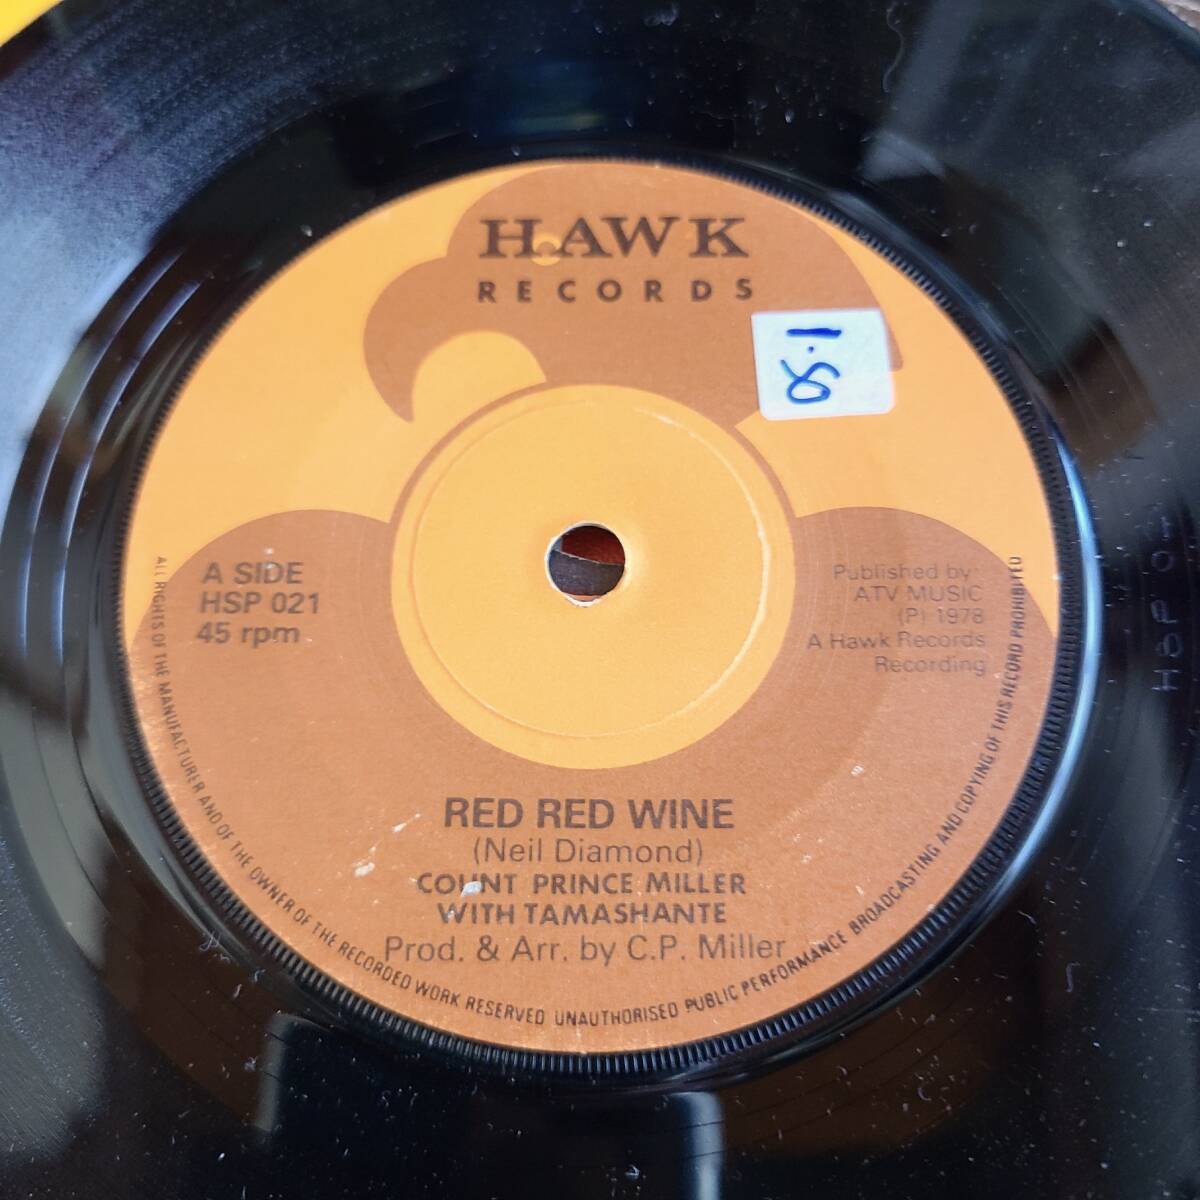 HAWK
RECORDS
1.8
A SIDE
HSP 021
45 rpm
Published by:
ATV MUSIC
(P) 1978
A Hawk Records
Recording
RED RED WINE
(Neil Diamond)
COUNT PRINCE MILLER
WITH TAMASHANTE
Prod. & Arr. by C.P. Miller
ALL RIGHTS OF THE MANUFACTURER AND OF THE OWNER OF THE RECORDED WORK RESERVED UNAUTHORISED PUBLIC PERFORMANCE BROADCASTING AND COPYING OF THIS RECORD PROHIBITED